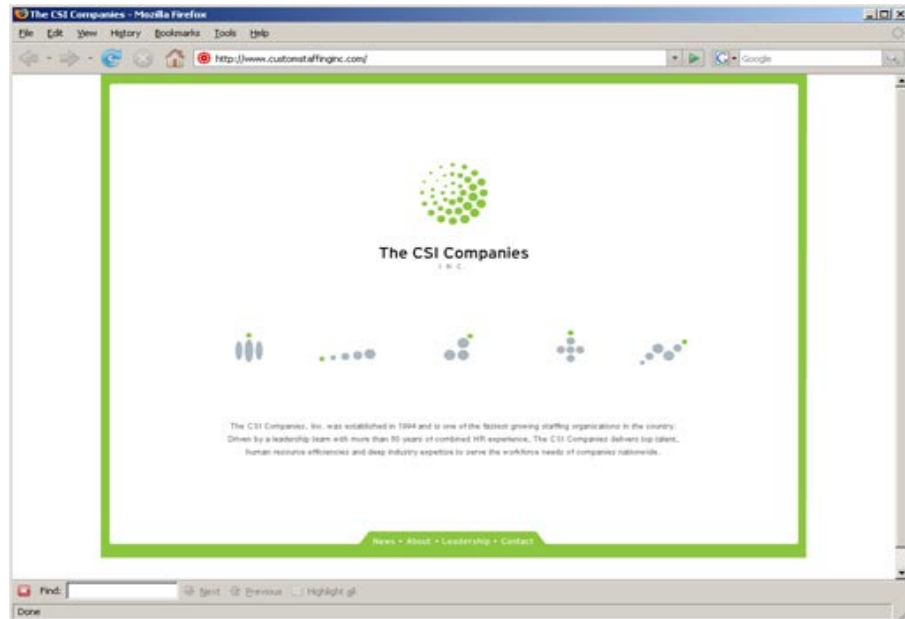 The CSI Companies - Mozilla Firefox
File Edit View History Bookmarks Tools Help
http://www.customstaffinginc.com/
Google
The CSI Companies
INC.
The CSI Companies, Inc. was established in 1994 and is one of the fastest growing staffing organizations in the country.
Driven by a leadership team with more than 50 years of combined HR experience, The CSI Companies delivers top talent,
human resource efficiencies and deep industry expertise to serve the workforce needs of companies nationwide.
News • About • Leadership • Contact
Find: Next Previous Highlight all
Done